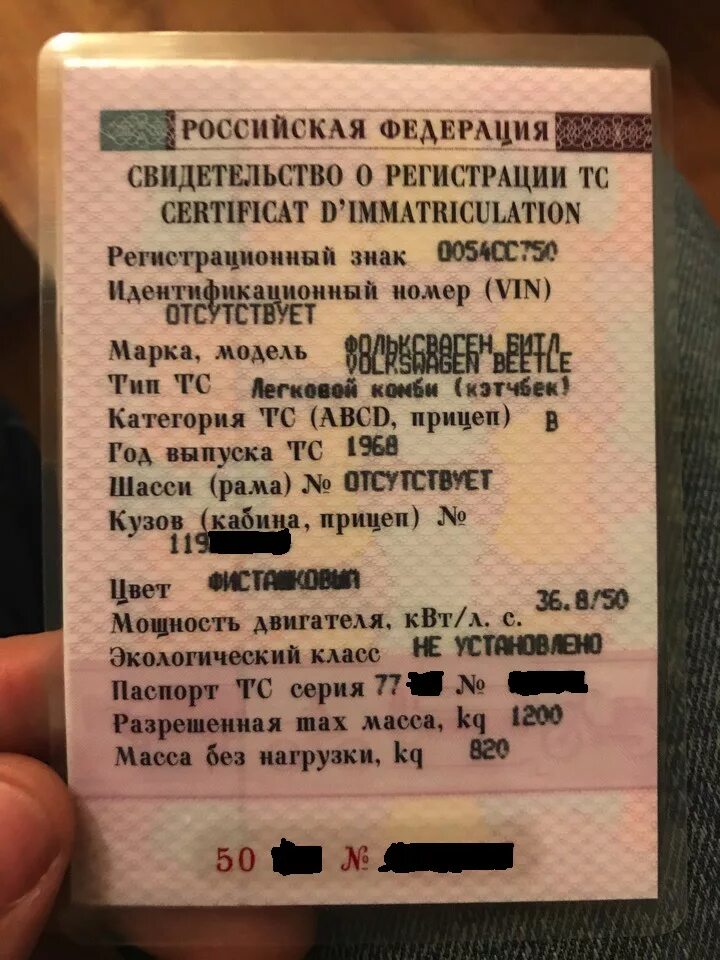 РОССИЙСКАЯ ФЕДЕРАЦИЯ
СВИДЕТЕЛЬСТВО О РЕГИСТРАЦИИ ТС
CERTIFICAT D'IMMATRICULATION
Регистрационный знак О054СС750
Идентификационный номер (VIN)
ОТСУТСТВУЕТ
Марка, модель ФОЛЬКСВАГЕН БИТЛ
VOLKSWAGEN BEETLE
Тип ТС Легковой комби (хэтчбек)
Категория ТС (ABCD, прицеп) В
Год выпуска ТС 1968
Шасси (рама) № ОТСУТСТВУЕТ
Кузов (кабина, прицеп) №
119
Цвет ФИСТАШКОВЫЙ
Мощность двигателя, кВт/л. с. 36.8/50
Экологический класс НЕ УСТАНОВЛЕНО
Паспорт ТС серия 77 №
Разрешенная max масса, kq 1200
Масса без нагрузки, kq 820
50 №